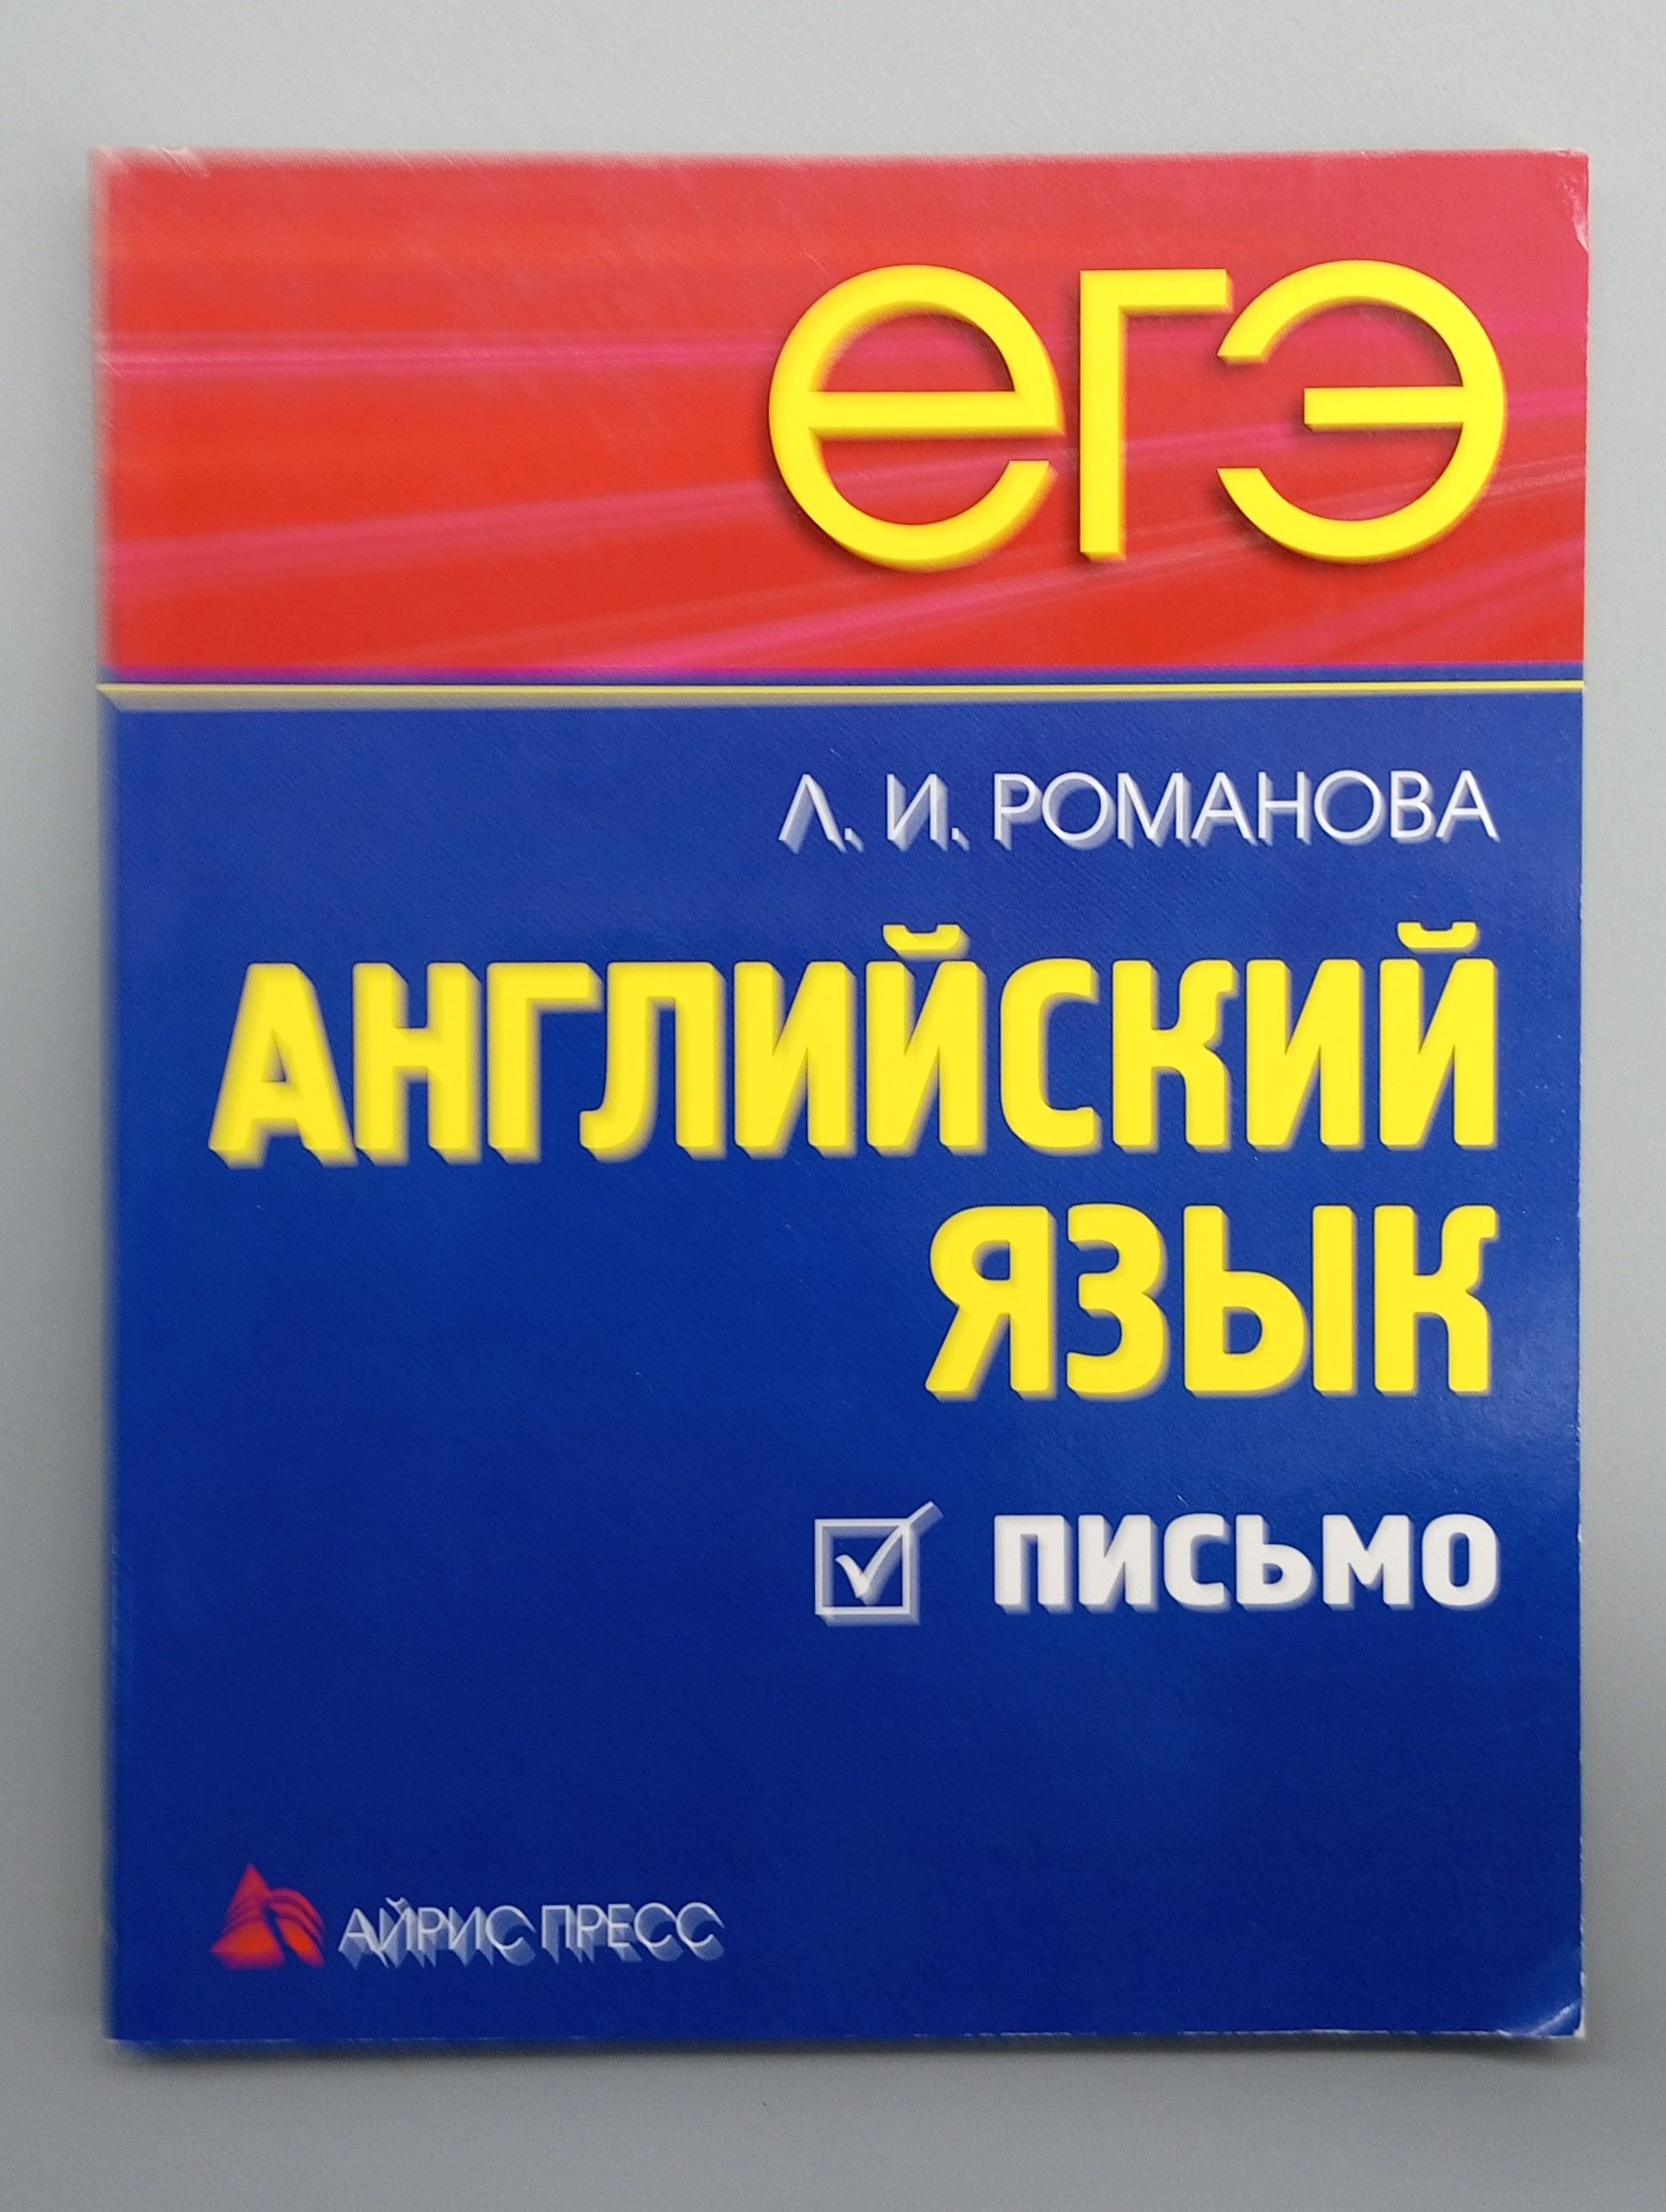 егэ
Л. И. РОМАНОВА
АНГЛИЙСКИЙ
ЯЗЫК
ПИСЬМО
АЙРИС ПРЕСС